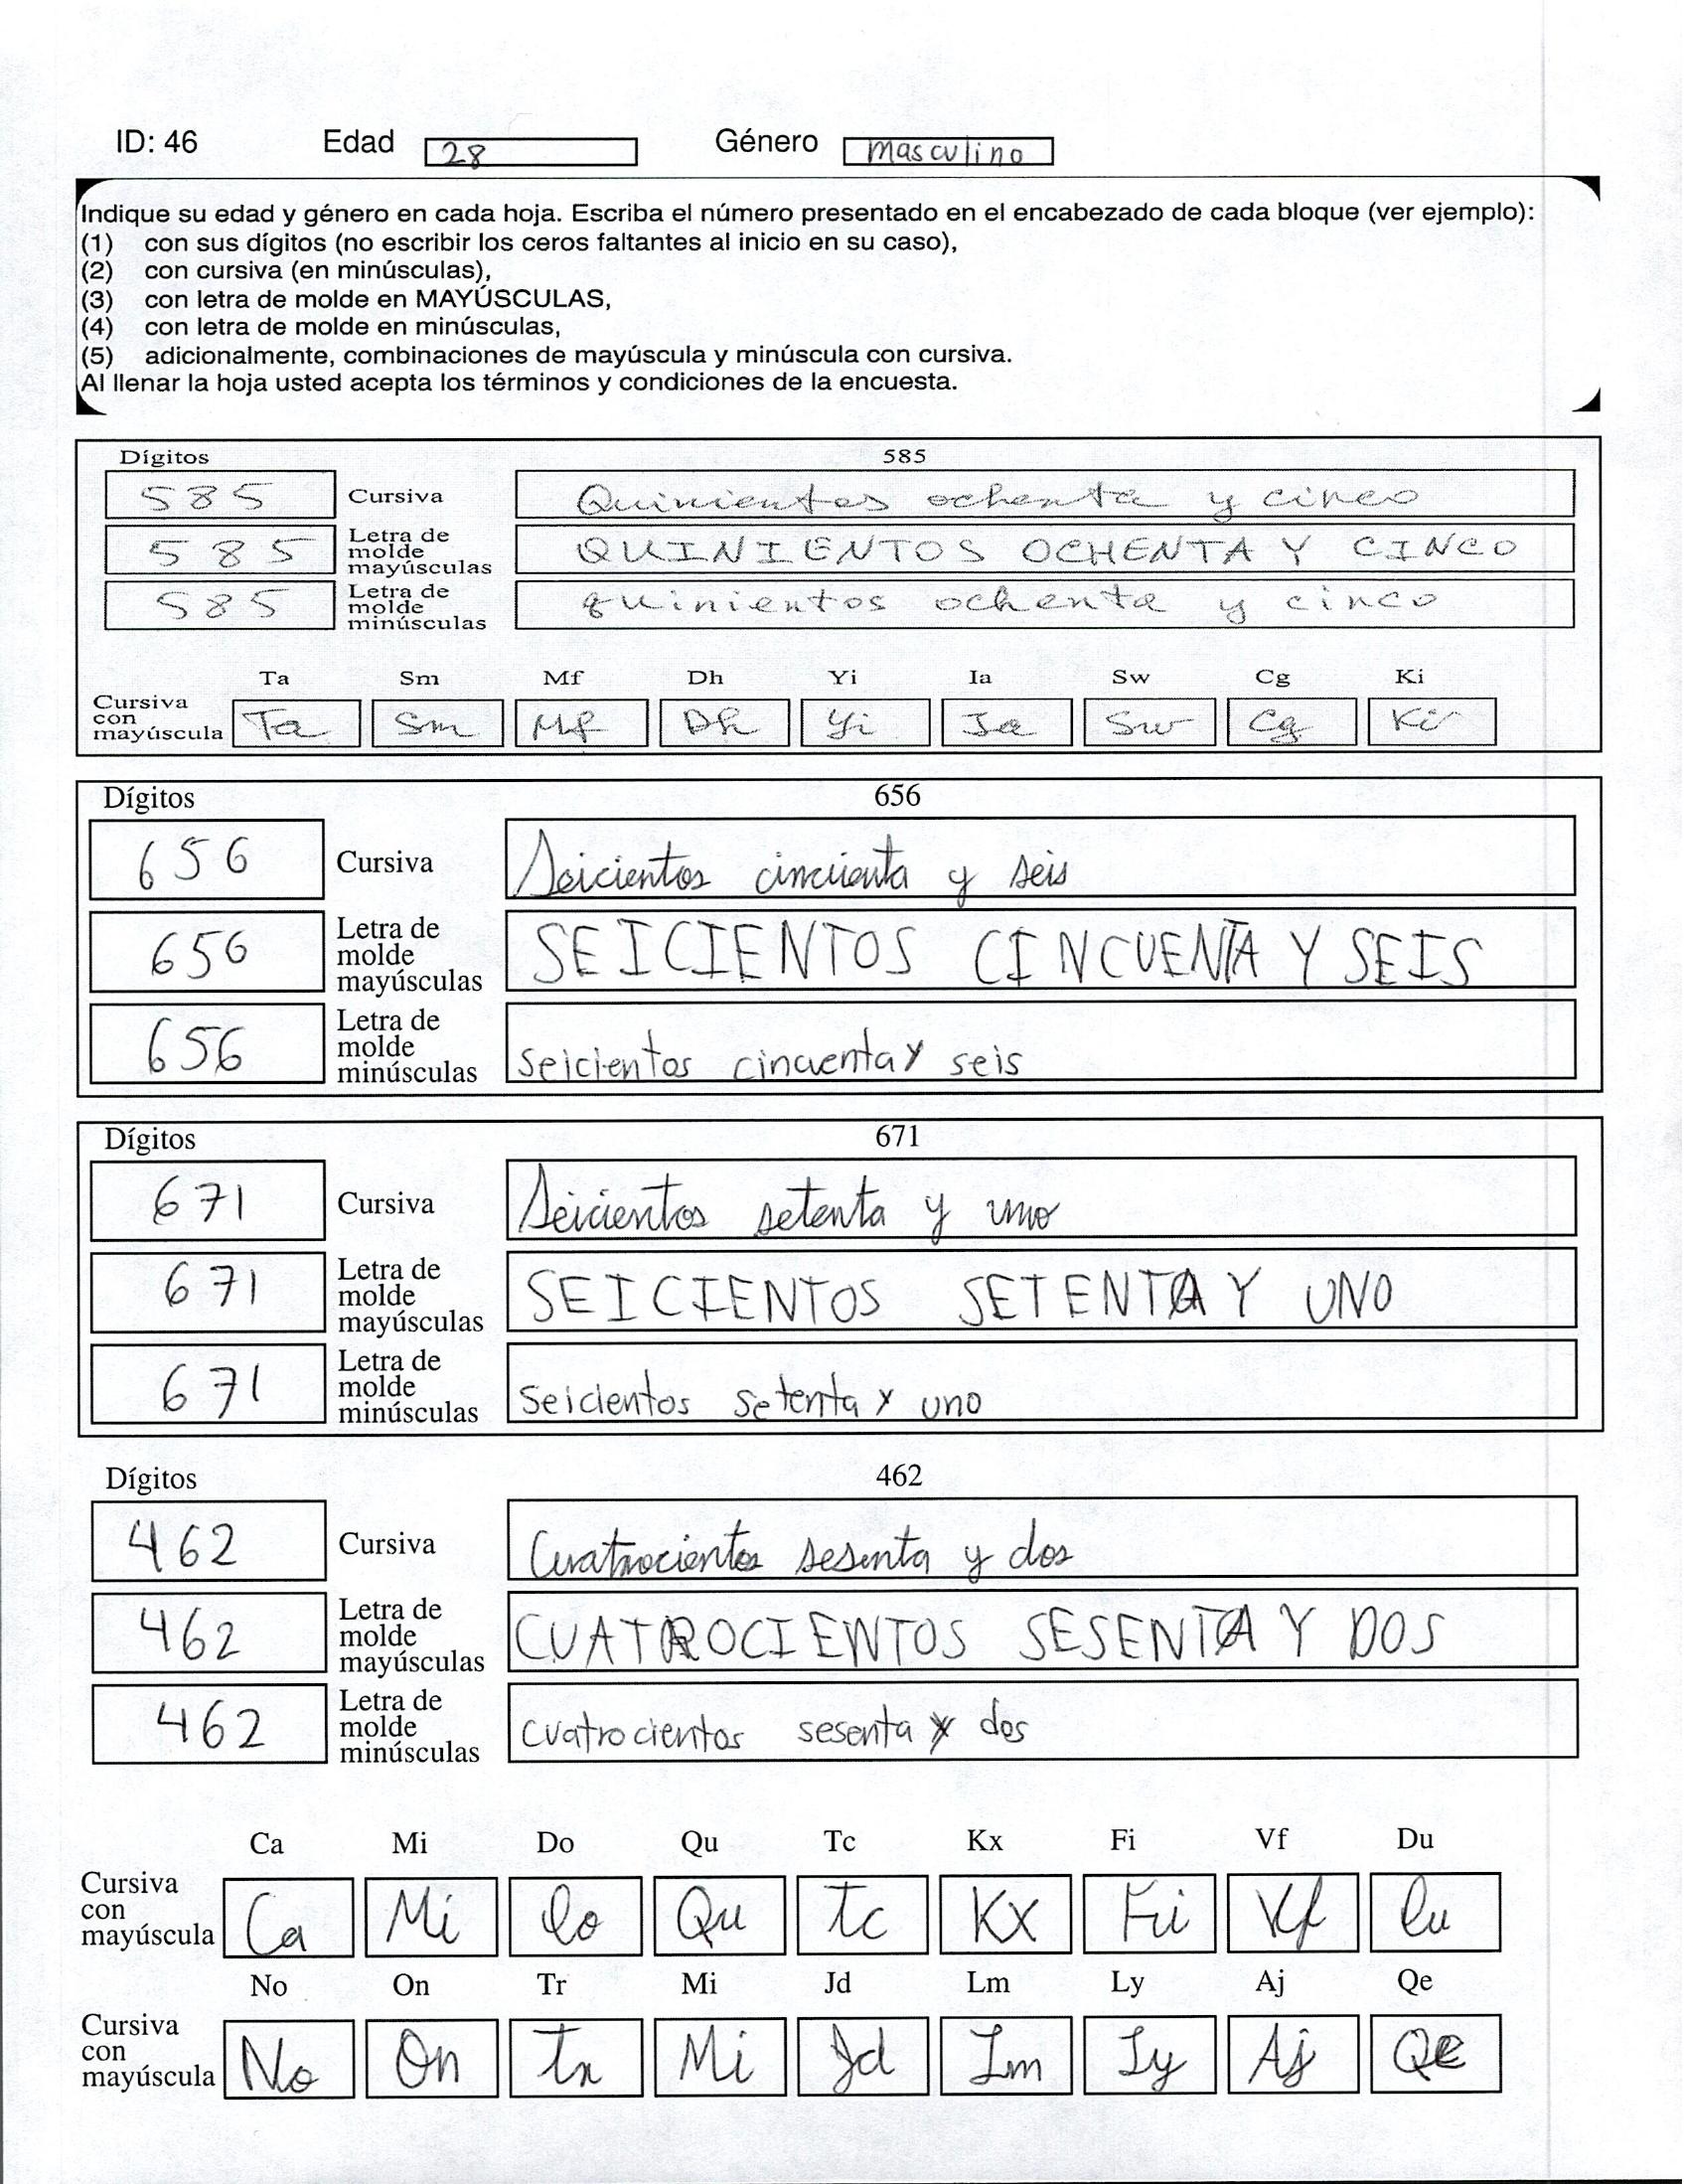 ID: 46 Edad 28 Género Masculino
Indique su edad y género en cada hoja. Escriba el número presentado en el encabezado de cada bloque (ver ejemplo):
(1) con sus dígitos (no escribir los ceros faltantes al inicio en su caso),
(2) con cursiva (en minúsculas),
(3) con letra de molde en MAYÚSCULAS,
(4) con letra de molde en minúsculas,
(5) adicionalmente, combinaciones de mayúscula y minúscula con cursiva.
Al llenar la hoja usted acepta los términos y condiciones de la encuesta.
Dígitos 585
585 Cursiva Quinientos ochenta y cinco
585 Letra de molde mayúsculas QUINIENTOS OCHENTA Y CINCO
585 Letra de molde minúsculas quinientos ochenta y cinco
Ta Sm Mf Dh Yi Ia Sw Cg Ki
Cursiva con mayúscula Ta Sm Mf Dh Yi Ia Sw Cg Ki
Dígitos 656
656 Cursiva Seicientos cincuenta y seis
656 Letra de molde mayúsculas SEICIENTOS CINCUENTA Y SEIS
656 Letra de molde minúsculas seicientos cincuenta y seis
Dígitos 671
671 Cursiva Seicientos setenta y uno
671 Letra de molde mayúsculas SEICIENTOS SETENTA Y UNO
671 Letra de molde minúsculas seicientos setenta y uno
Dígitos 462
462 Cursiva Cuatrocientos sesenta y dos
462 Letra de molde mayúsculas CUATROCIENTOS SESENTA Y DOS
462 Letra de molde minúsculas cuatrocientos sesenta y dos
Ca Mi Do Qu Tc Kx Fi Vf Du
Cursiva con mayúscula Ca Mi Do Qu Tc Kx Fi Vf Du
No On Tr Mi Jd Lm Ly Aj Qe
Cursiva con mayúscula No On Tr Mi Jd Lm Ly Aj Qe